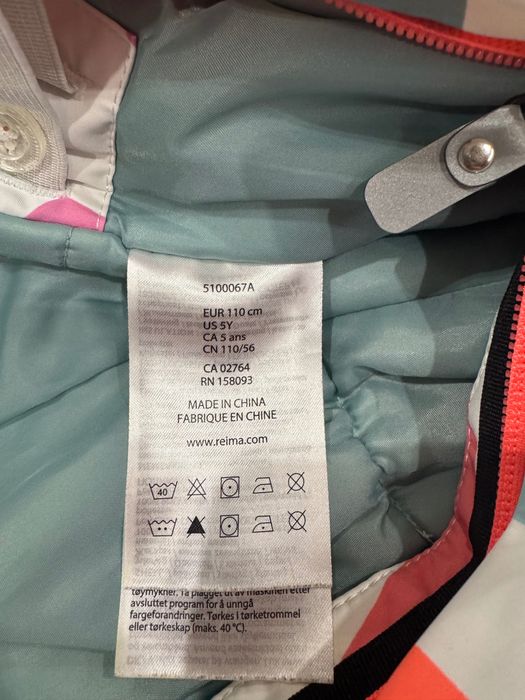 5100067A
EUR 110 cm
US 5Y
CA 5 ans
CN 110/56
CA 02764
RN 158093
MADE IN CHINA
FABRIQUE EN CHINE
www.reima.com
40
tøymykner. Ta plagget ut av maskinen etter
avsluttet program for å unngå
fargeforandringer. Tørkes i tørketrommel
eller tørkeskap (maks. 40 °C).